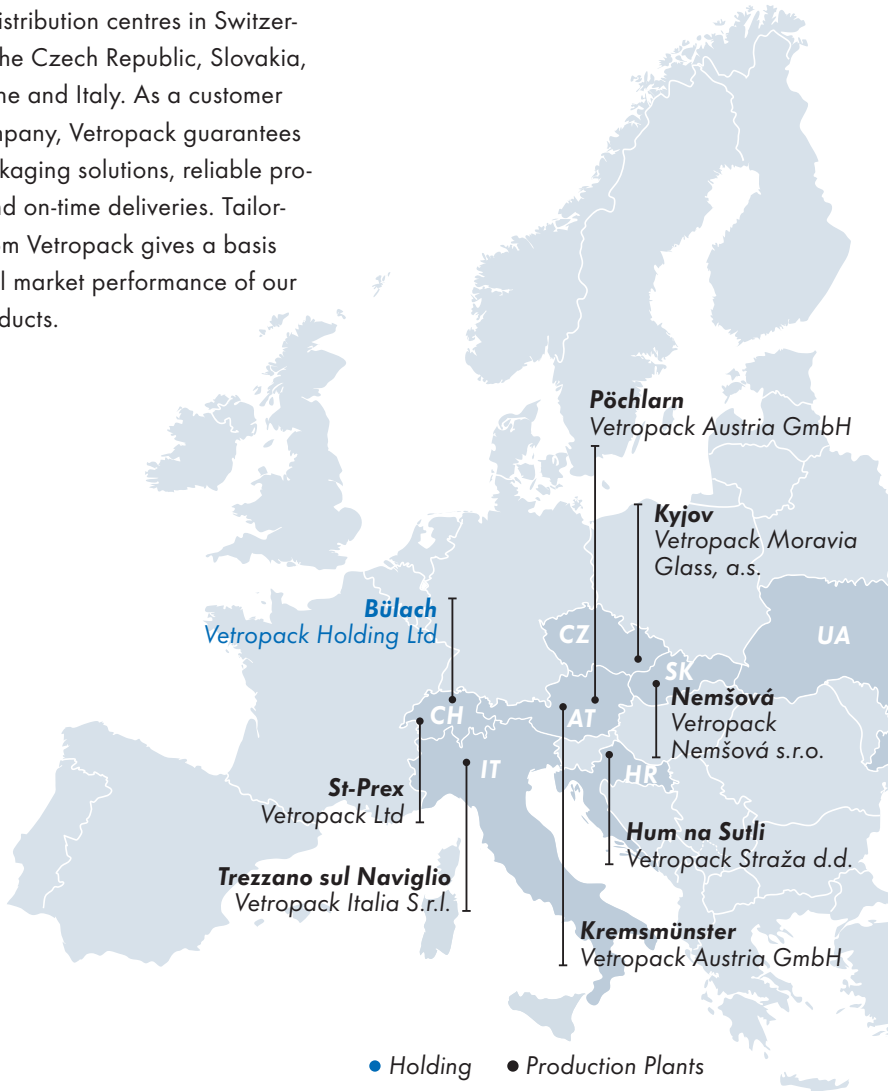 istribution centres in Switzer-
he Czech Republic, Slovakia,
ne and Italy. As a customer
mpany, Vetropack guarantees
kaging solutions, reliable pro-
nd on-time deliveries. Tailor-
om Vetropack gives a basis
l market performance of our
ducts.
Pöchlarn
Vetropack Austria GmbH
Kyjov
Vetropack Moravia
Glass, a.s.
Bülach
Vetropack Holding Ltd
CZ
UA
SK
Nemšová
Vetropack
Nemšová s.r.o.
CH
AT
IT
HR
St-Prex
Vetropack Ltd
Hum na Sutli
Vetropack Straža d.d.
Trezzano sul Naviglio
Vetropack Italia S.r.l.
Kremsmünster
Vetropack Austria GmbH
Holding
Production Plants